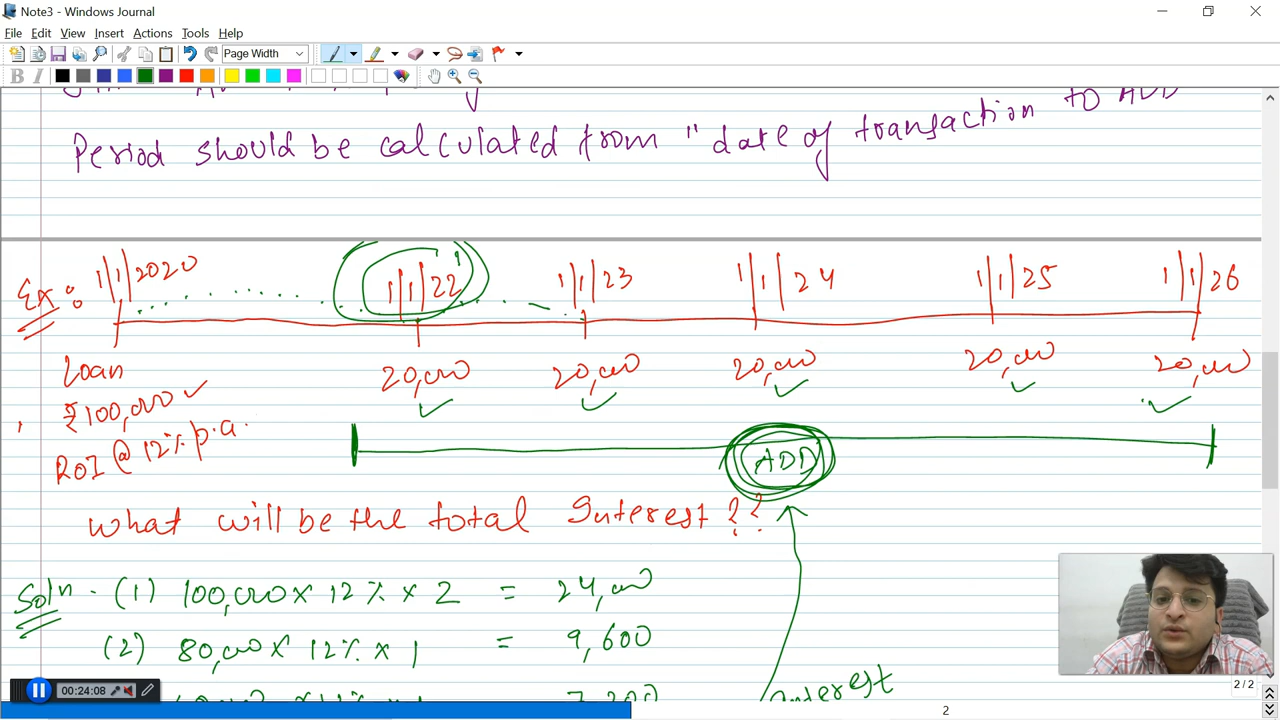 Note3 - Windows Journal
File Edit View Insert Actions Tools Help
Page Width
B I
Period should be calculated from "date of transaction to ADD
Ex: 1/1/2020 1/1/22 1/1/23 1/1/24 1/1/25 1/1/26
Loan 20,000 20,000 20,000 20,000 20,000
₹100,000
RoI @ 12% p.a.
ADD
What will be the total Interest??
Soln. (1) 100,000 × 12% × 2 = 24,000
(2) 80,000 × 12% × 1 = 9,600
7,200
Interest
00:24:08
2/2
2